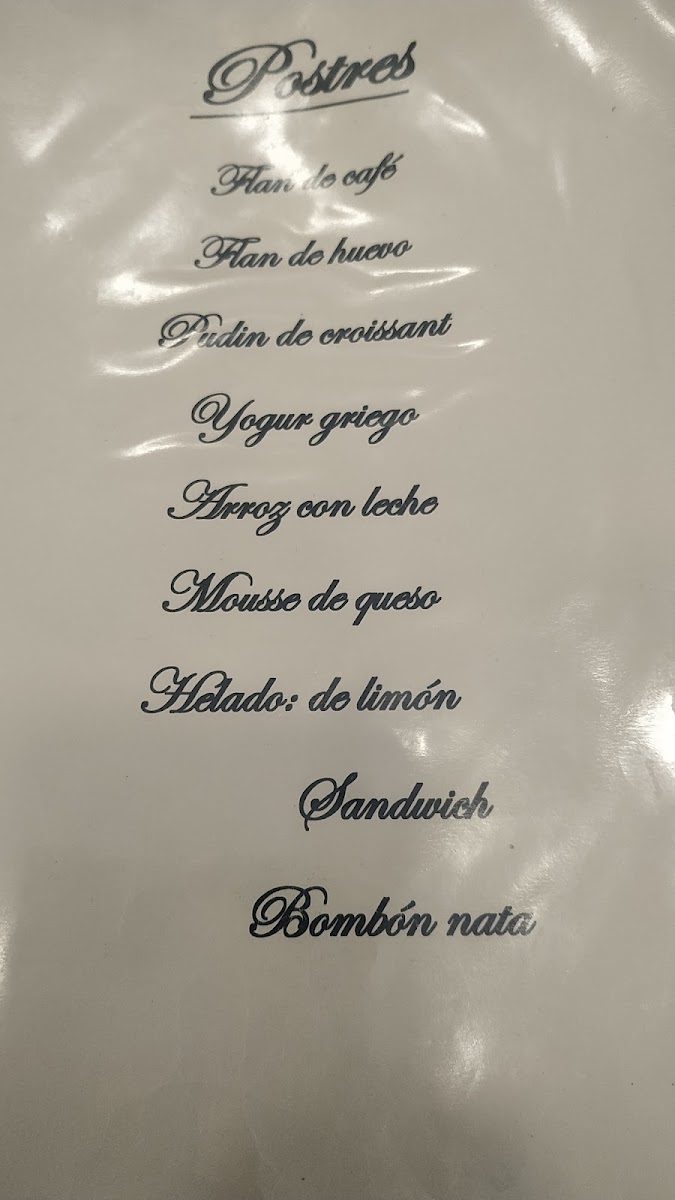 Postres
Flan de café
Flan de huevo
Pudin de croissant
Yogur griego
Arroz con leche
Mousse de queso
Helado: de limón
Sandwich
Bombón nata